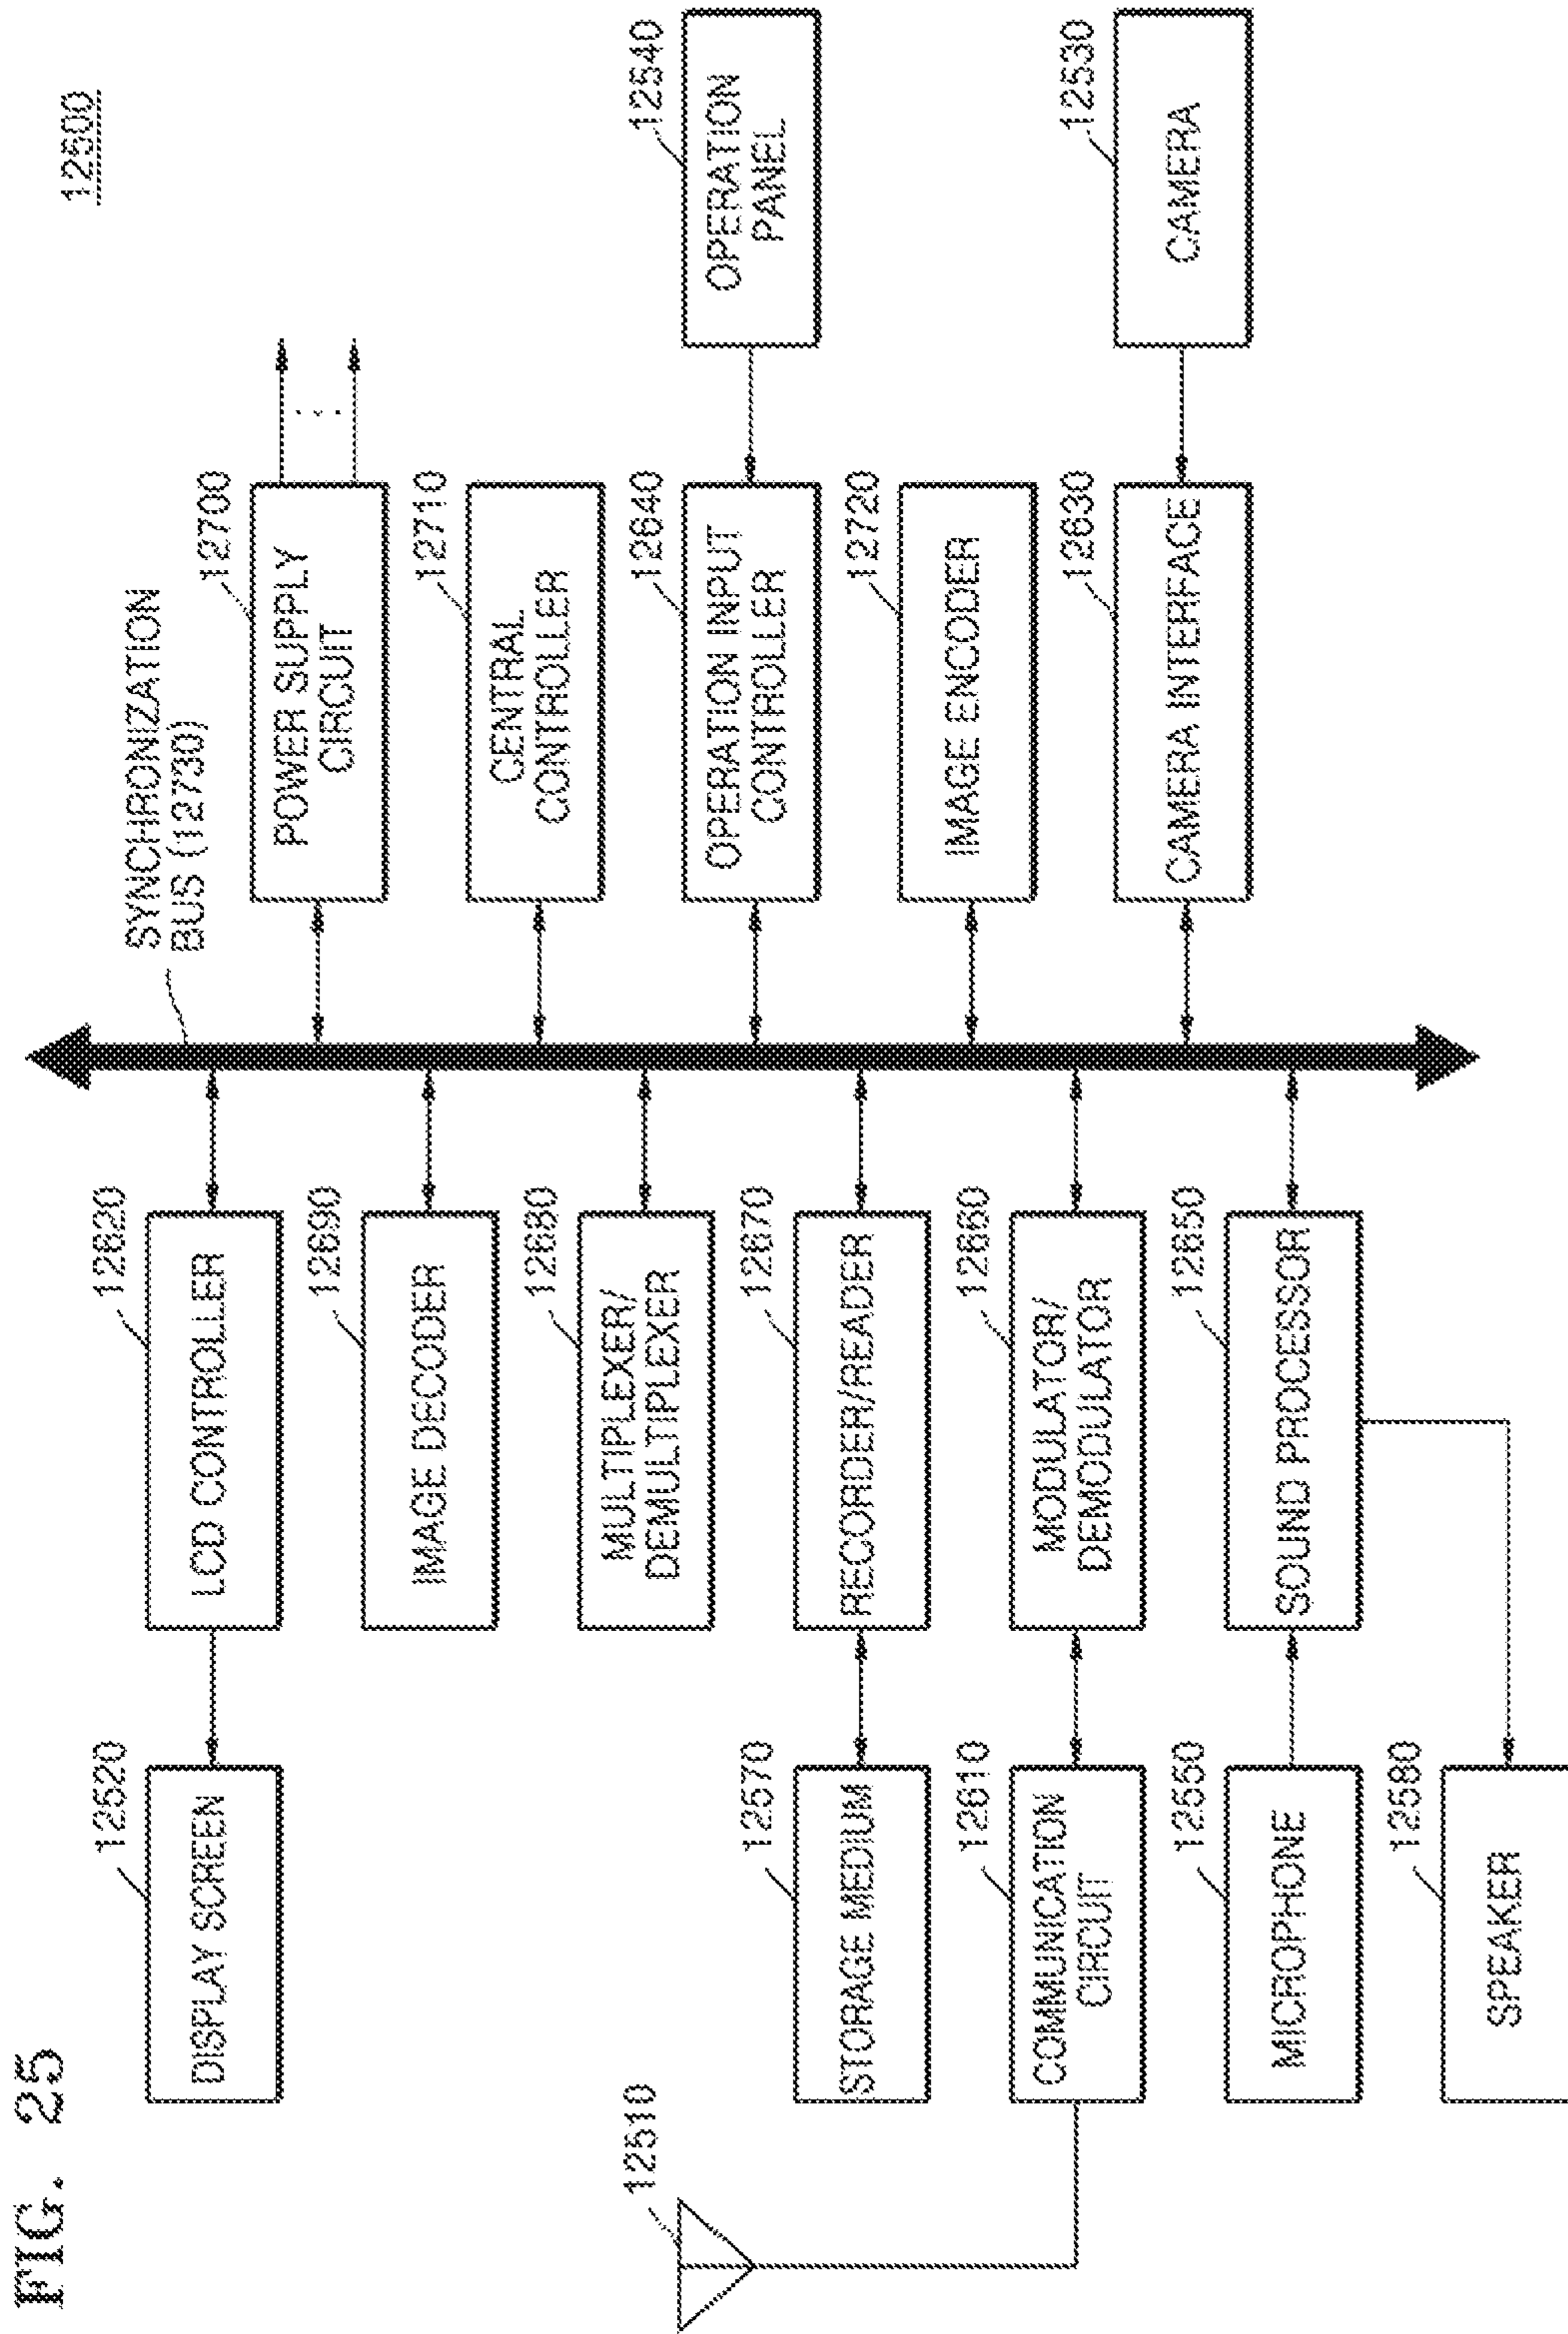 FIG. 25
12500
SYNCHRONIZATION
BUS (12730)
12520
DISPLAY SCREEN
12620
LCD CONTROLLER
12700
POWER SUPPLY
CIRCUIT
12690
IMAGE DECODER
12710
CENTRAL
CONTROLLER
12510
12680
MULTIPLEXER/
DEMULTIPLEXER
12640
OPERATION INPUT
CONTROLLER
12540
OPERATION
PANEL
12570
STORAGE MEDIUM
12670
RECORDER/READER
12720
IMAGE ENCODER
12610
COMMUNICATION
CIRCUIT
12660
MODULATOR/
DEMODULATOR
12630
CAMERA INTERFACE
12530
CAMERA
12550
MICROPHONE
12650
SOUND PROCESSOR
12580
SPEAKER